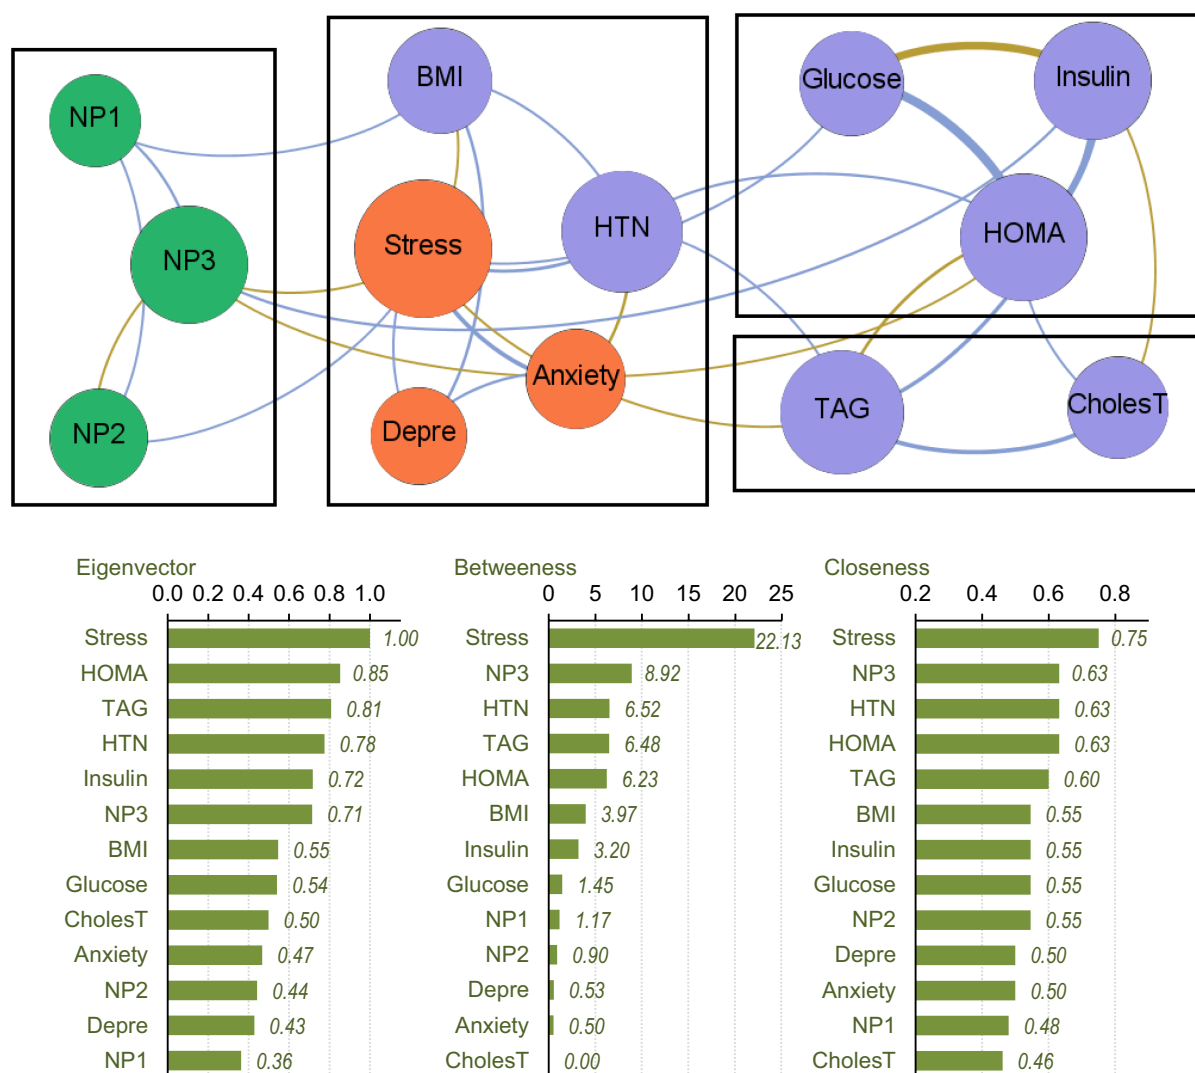 BMI
Glucose
Insulin
NP1
Stress
HTN
HOMA
NP3
Anxiety
TAG
CholesT
NP2
Depre
Eigenvector
0.0 0.2 0.4 0.6 0.8 1.0
Stress 1.00
HOMA 0.85
TAG 0.81
HTN 0.78
Insulin 0.72
NP3 0.71
BMI 0.55
Glucose 0.54
CholesT 0.50
Anxiety 0.47
NP2 0.44
Depre 0.43
NP1 0.36
Betweeness
0 5 10 15 20 25
Stress 22.13
NP3 8.92
HTN 6.52
TAG 6.48
HOMA 6.23
BMI 3.97
Insulin 3.20
Glucose 1.45
NP1 1.17
NP2 0.90
Depre 0.53
Anxiety 0.50
CholesT 0.00
Closeness
0.2 0.4 0.6 0.8
Stress 0.75
NP3 0.63
HTN 0.63
HOMA 0.63
TAG 0.60
BMI 0.55
Insulin 0.55
Glucose 0.55
NP2 0.55
Depre 0.50
Anxiety 0.50
NP1 0.48
CholesT 0.46